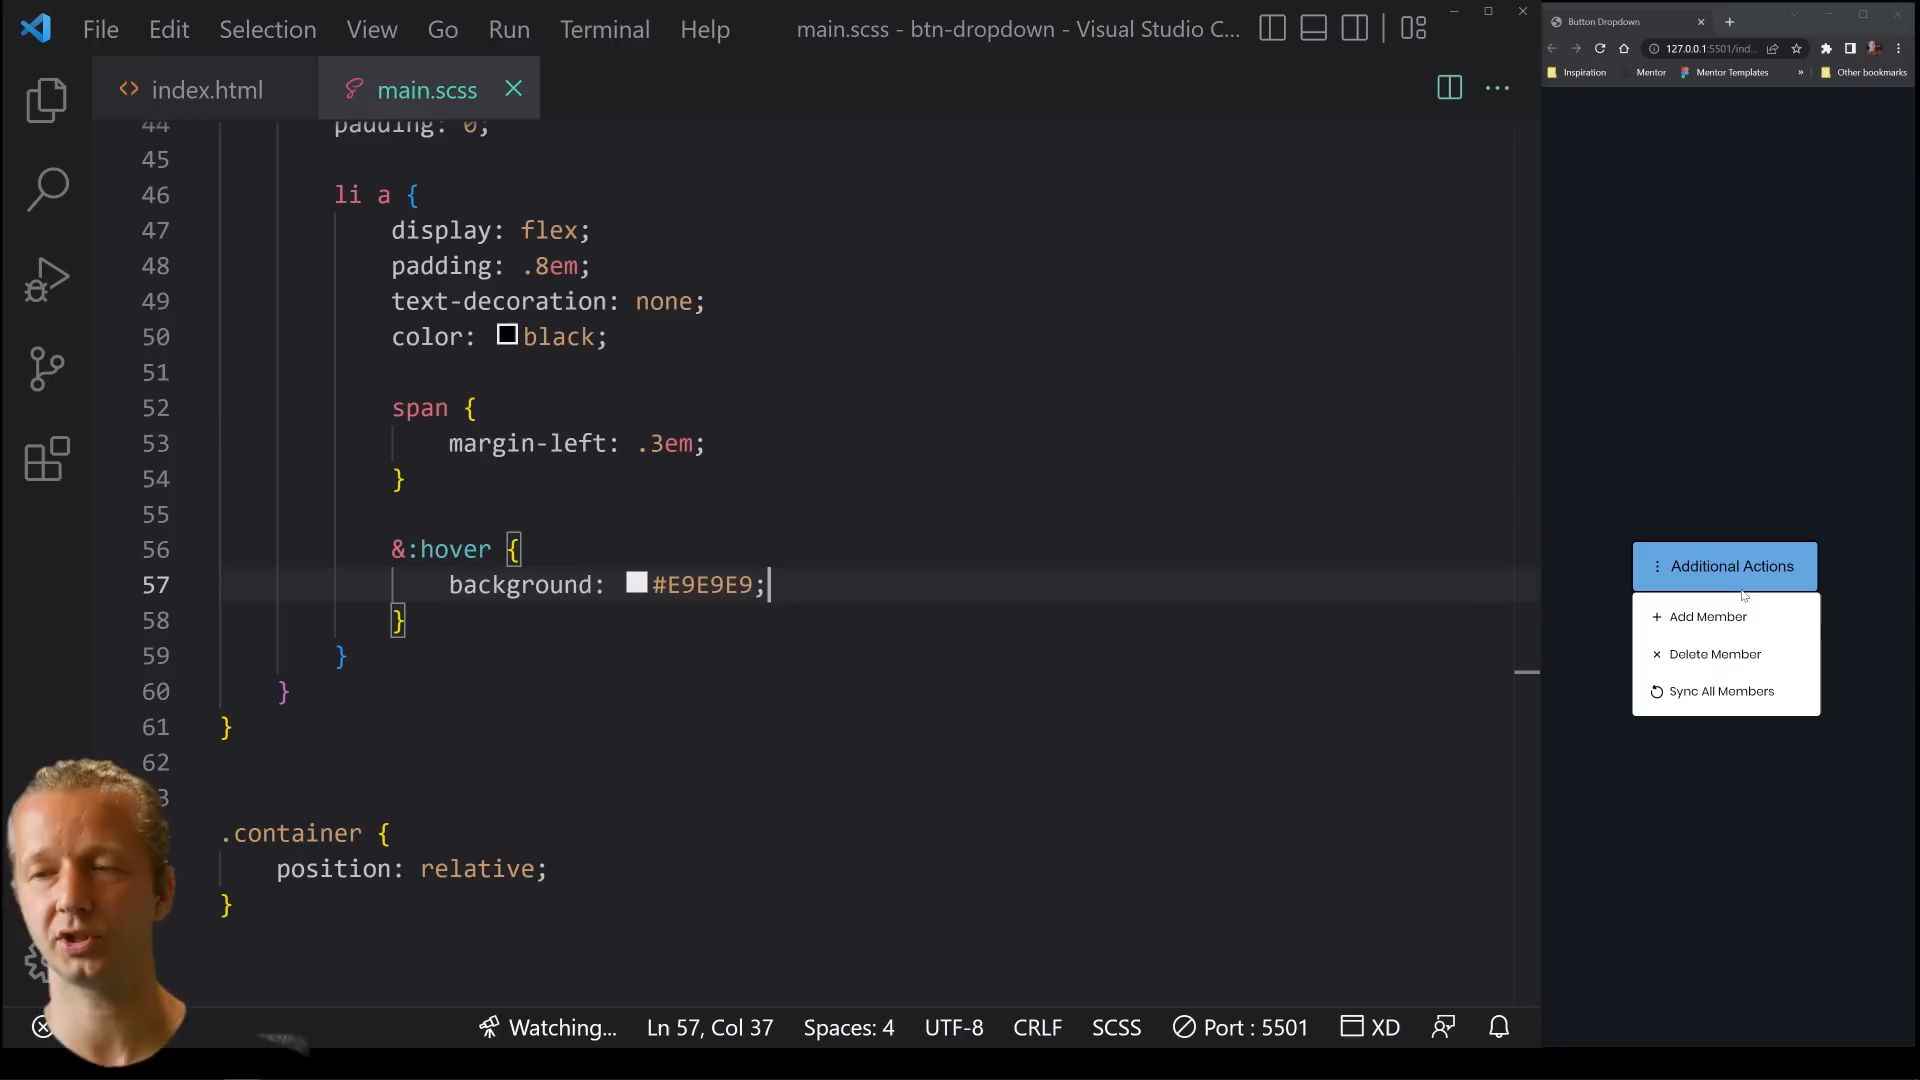 File Edit Selection View Go Run Terminal Help main.scss - btn-dropdown - Visual Studio C...
index.html main.scss
44 padding: 0;
45
46 li a {
47 display: flex;
48 padding: .8em;
49 text-decoration: none;
50 color: black;
51
52 span {
53 margin-left: .3em;
54 }
55
56 &:hover {
57 background: #E9E9E9;
58 }
59 }
60 }
61 }
62
3
.container {
position: relative;
}
Watching... Ln 57, Col 37 Spaces: 4 UTF-8 CRLF SCSS Port : 5501 XD
Button Dropdown
127.0.0.1:5501/ind...
Inspiration Mentor Mentor Templates » Other bookmarks
Additional Actions
Add Member
Delete Member
Sync All Members